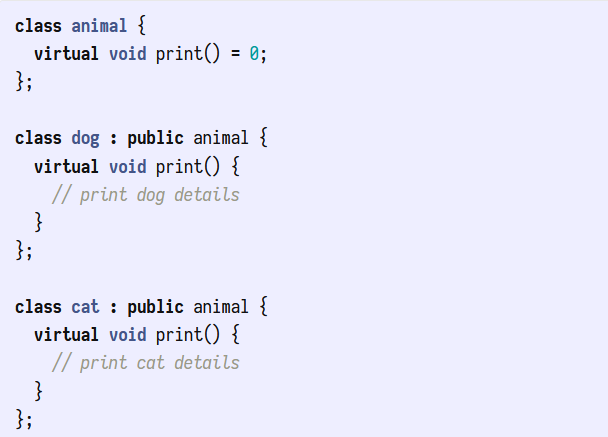 class animal {
  virtual void print() = 0;
};

class dog : public animal {
  virtual void print() {
    // print dog details
  }
};

class cat : public animal {
  virtual void print() {
    // print cat details
  }
};